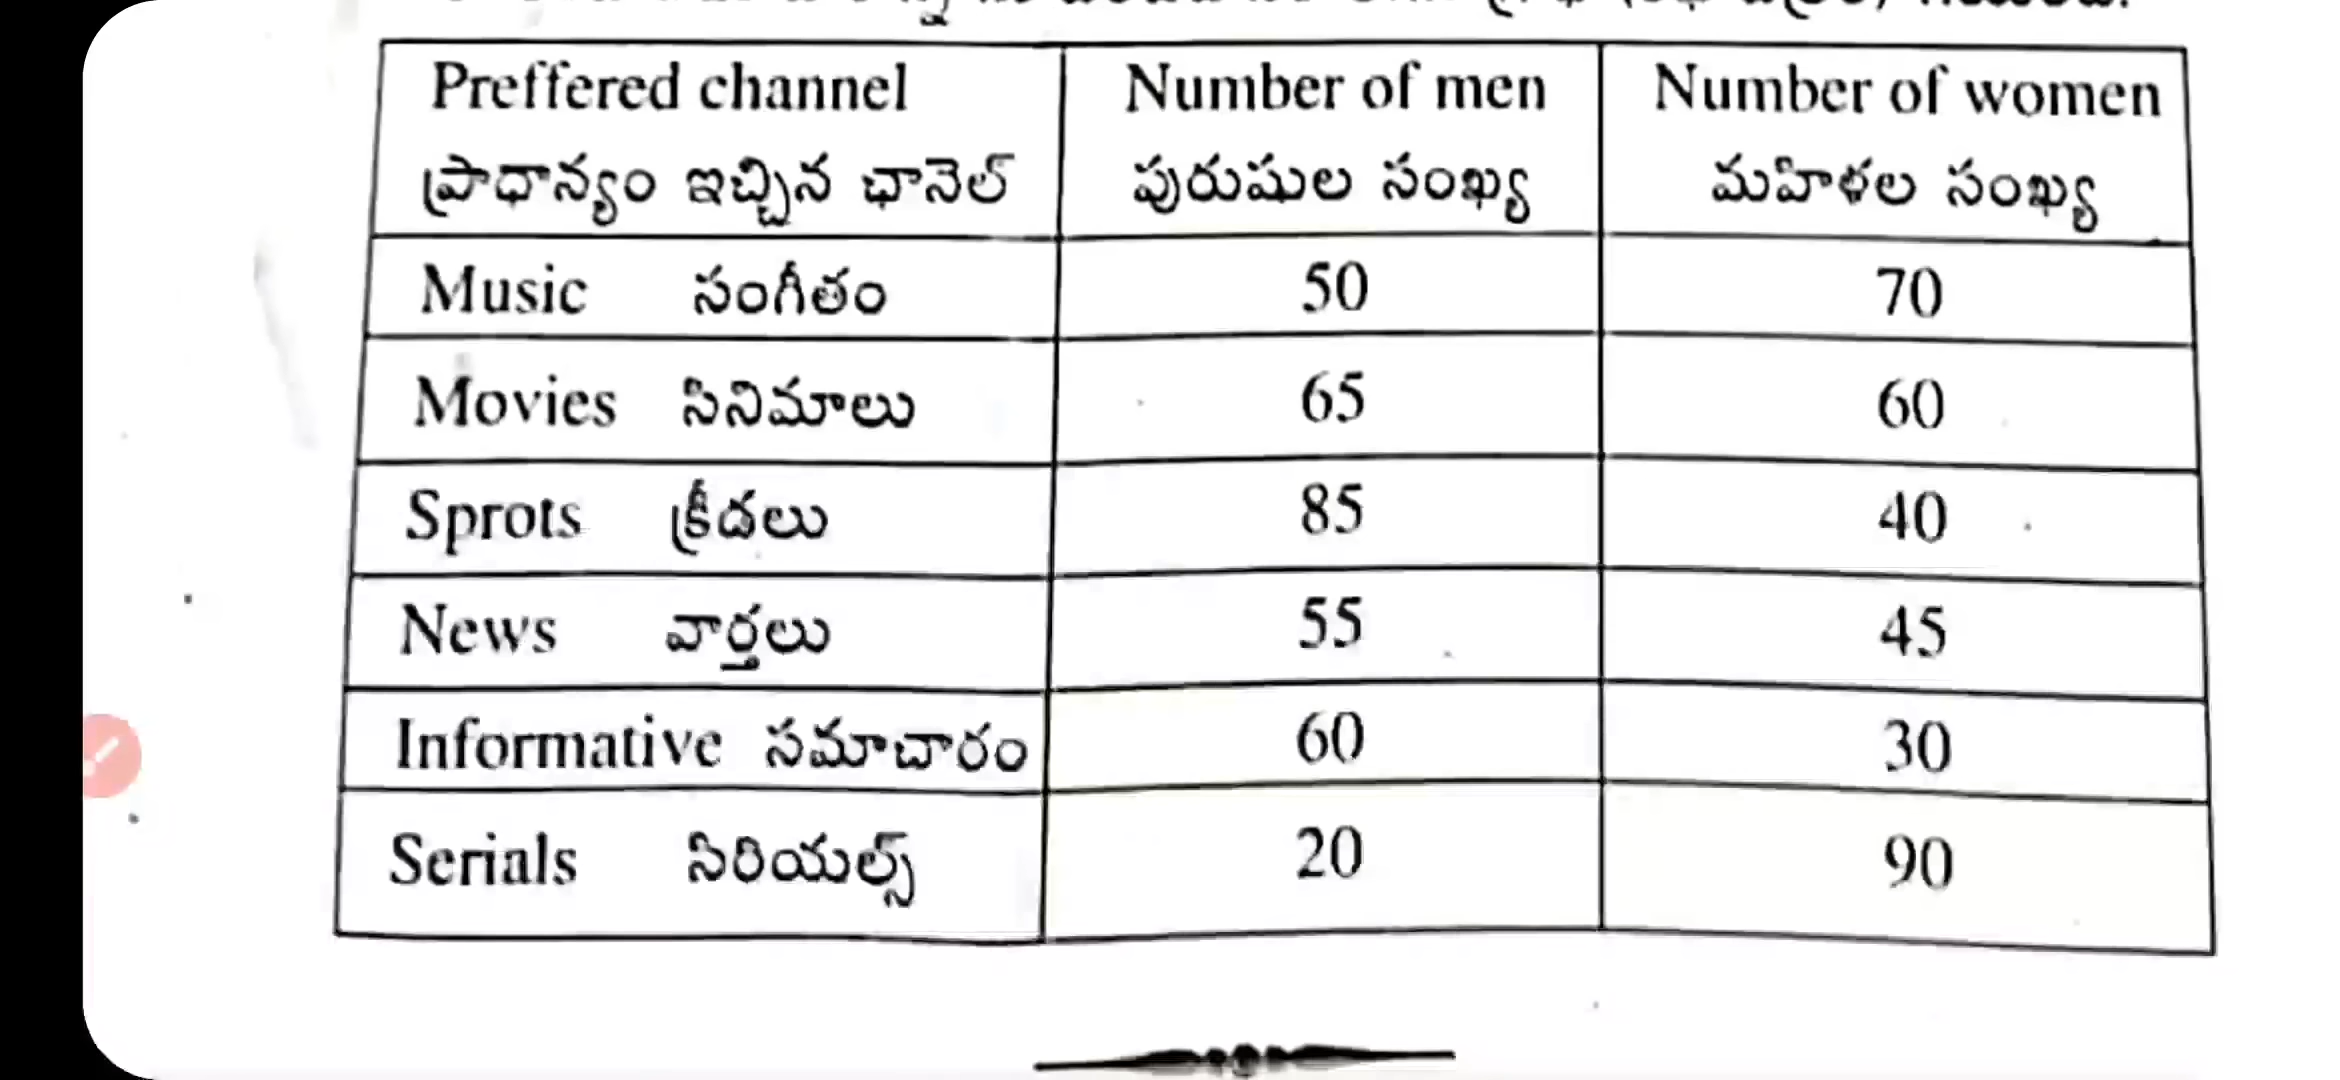 Preffered channel Number of men Number of women
ప్రాధాన్యం ఇచ్చిన ఛానెల్ పురుషుల సంఖ్య మహిళల సంఖ్య
Music సంగీతం 50 70
Movies సినిమాలు 65 60
Sprots క్రీడలు 85 40
News వార్తలు 55 45
Informative సమాచారం 60 30
Serials సీరియల్స్ 20 90